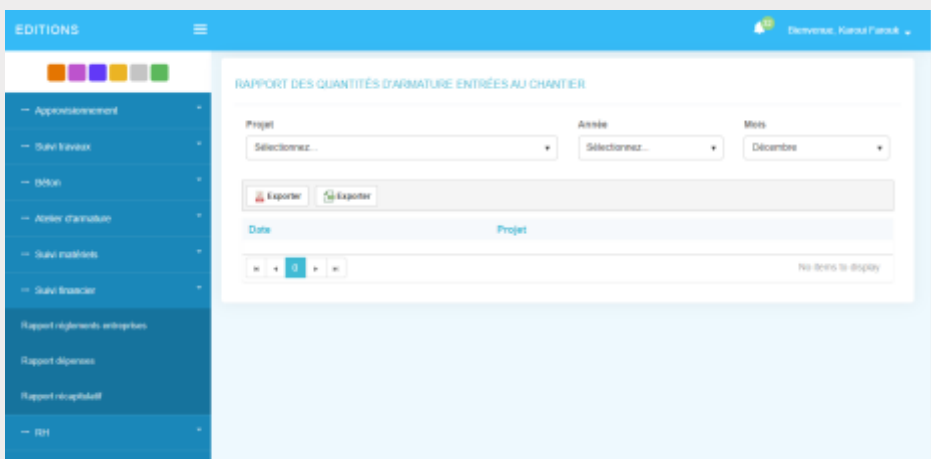 EDITIONS
Bienvenue, Karoui Farouk
RAPPORT DES QUANTITÉS D'ARMATURE ENTRÉES AU CHANTIER
Approvisionnement
Suivi travaux
Béton
Atelier d'armature
Suivi matériels
Suivi financier
Rapport règlements entreprises
Rapport dépenses
Rapport récapitulatif
RH
Projet Année Mois
Sélectionnez... Sélectionnez... Décembre
Exporter Exporter
Date Projet
0 No items to display